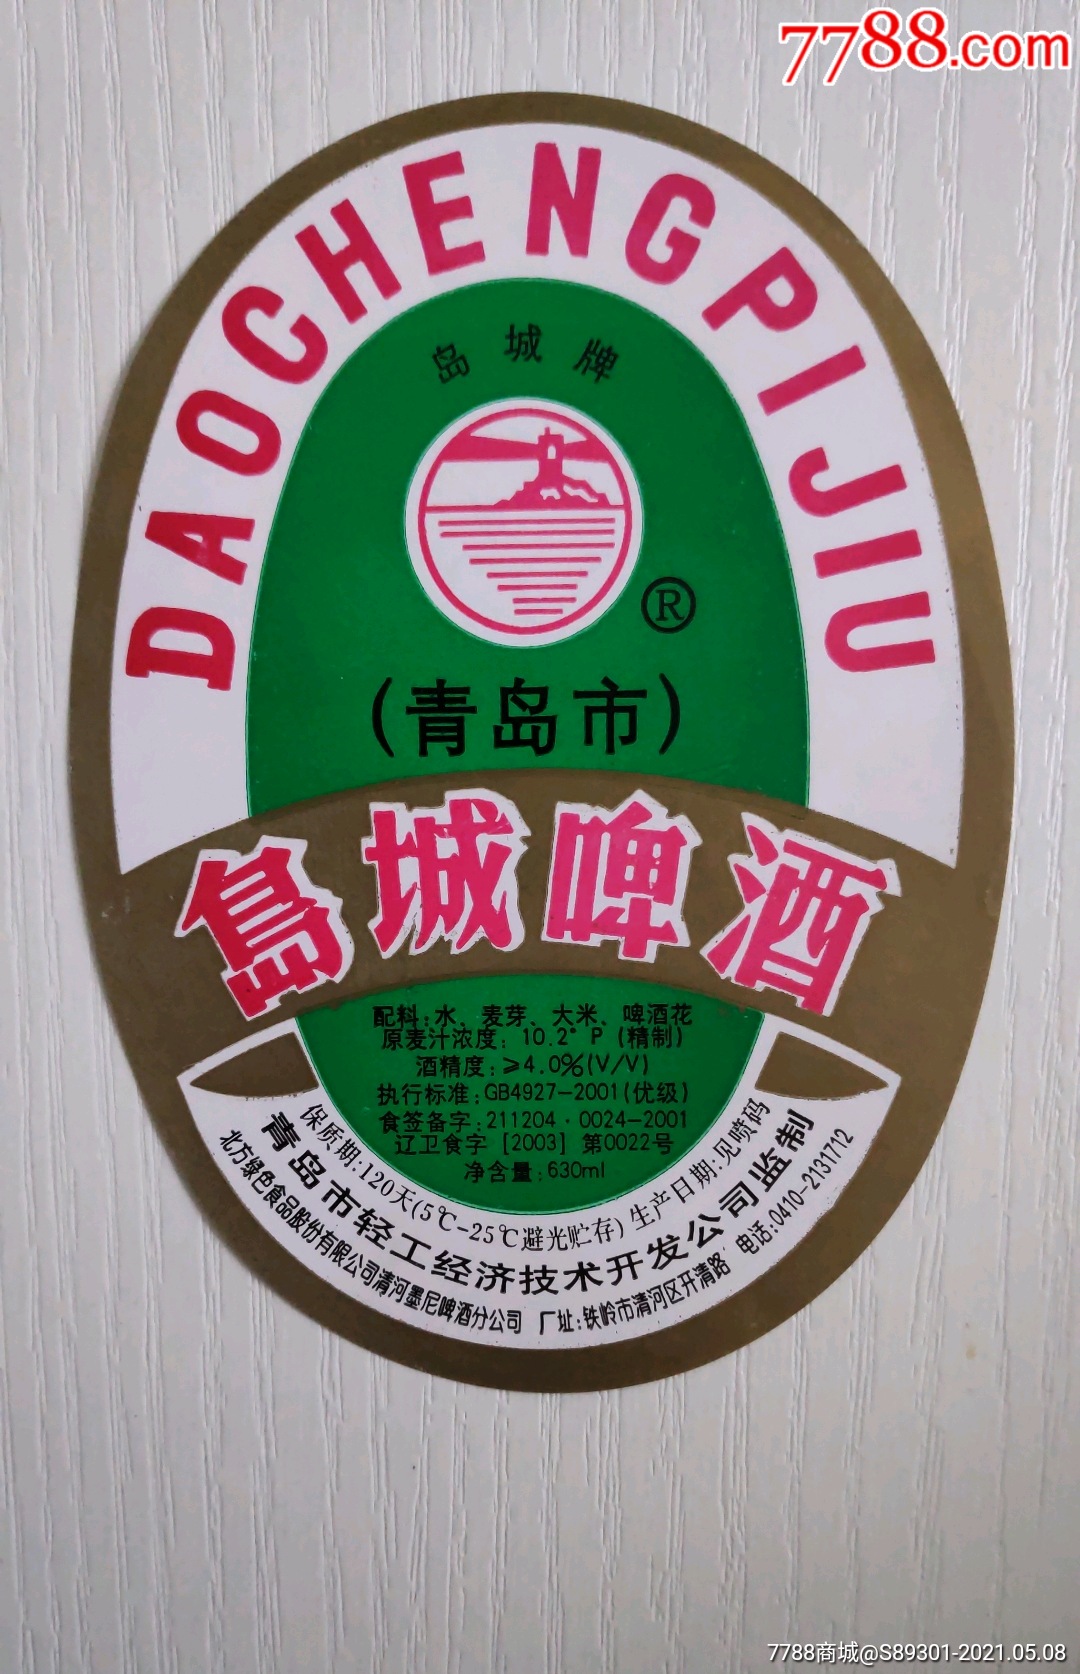 7788.com
DAOCHENGPIJIU
岛城牌
®
(青岛市)
島城啤酒
配料:水、麦芽、大米、啤酒花
原麦汁浓度:10.2°P(精制)
酒精度:≥4.0%(V/V)
执行标准:GB4927-2001(优级)
食签备字:211204·0024-2001
辽卫食字[2003]第0022号
净含量:630ml
保质期:120天(5℃-25℃避光贮存) 生产日期:见喷码
青岛市轻工经济技术开发公司监制
北方绿色食品股份有限公司清河墨尼啤酒分公司 厂址:铁岭市清河区开清路 电话:0410-2131712
7788商城@S89301-2021.05.08